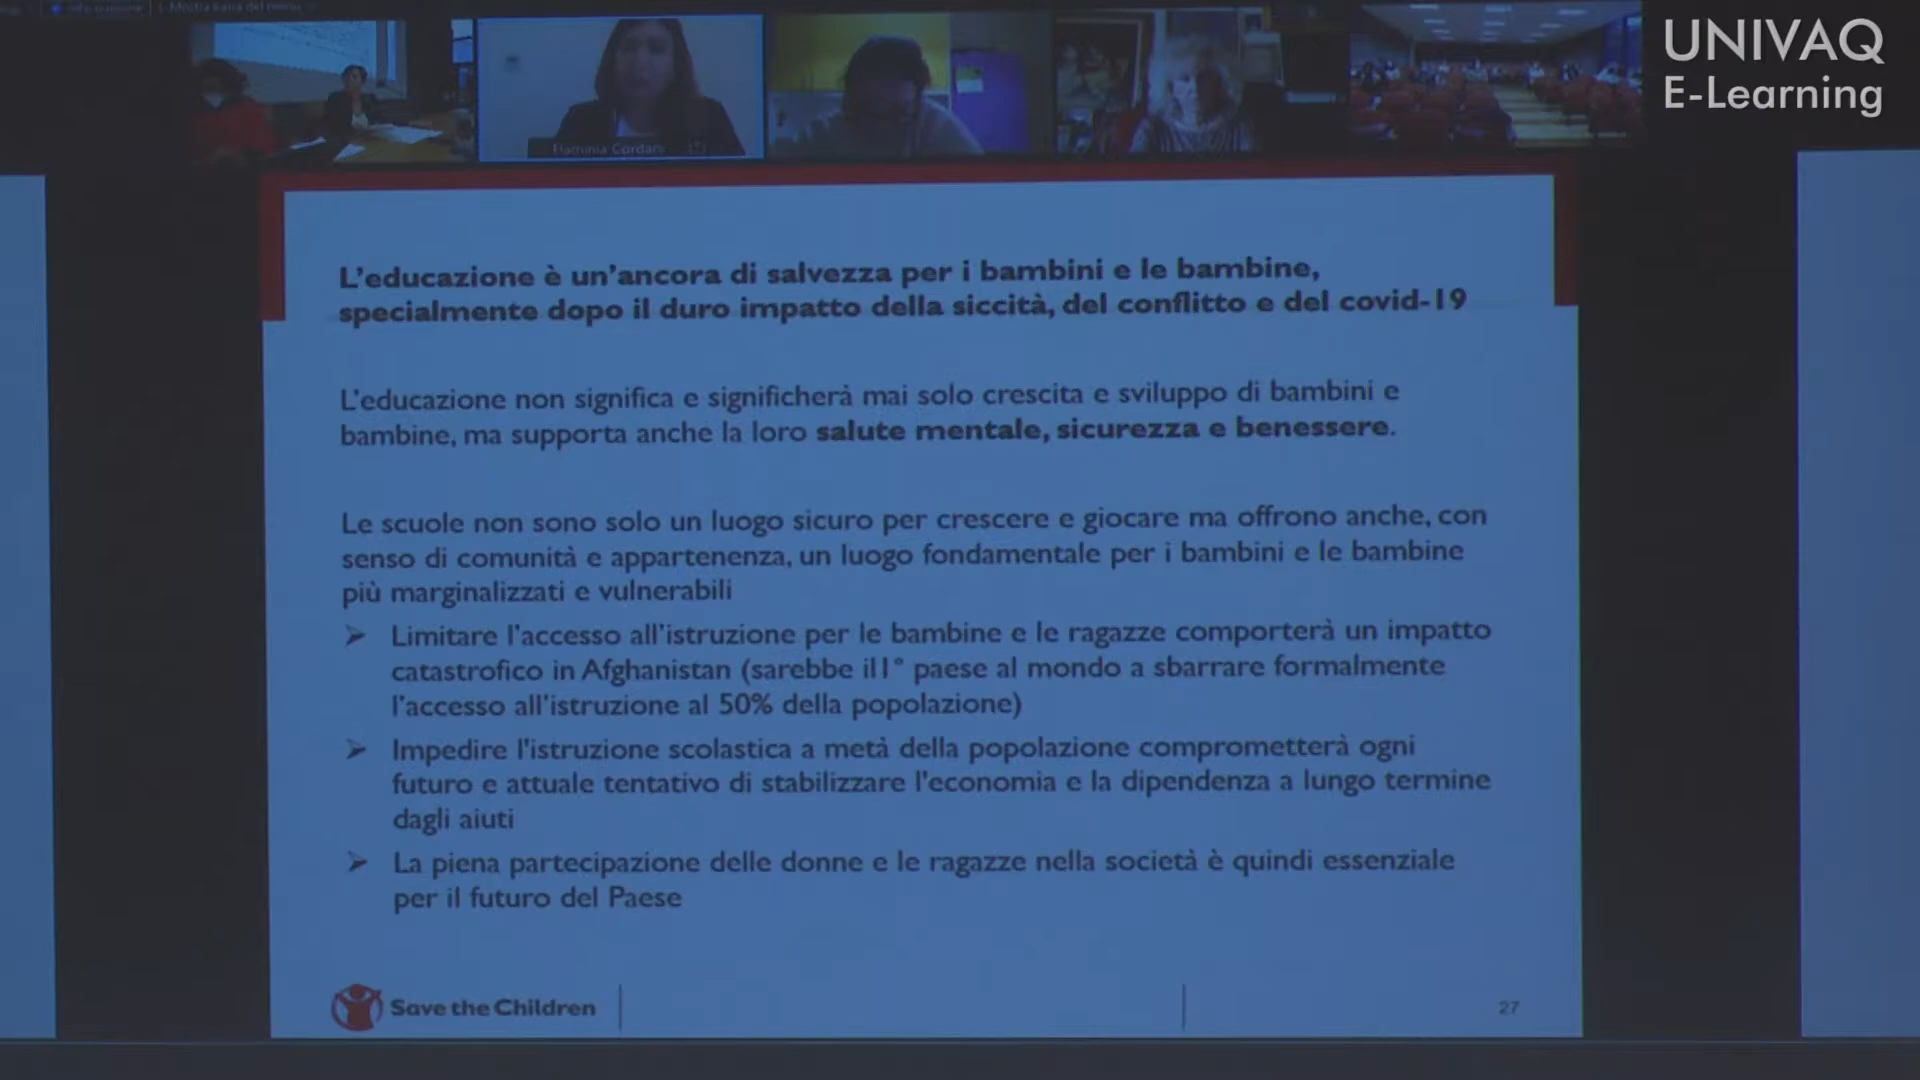 Mostra barra del menu
UNIVAQ
E-Learning
Flaminia Cordani
L'educazione è un'ancora di salvezza per i bambini e le bambine,
specialmente dopo il duro impatto della siccità, del conflitto e del covid-19
L'educazione non significa e significherà mai solo crescita e sviluppo di bambini e
bambine, ma supporta anche la loro salute mentale, sicurezza e benessere.
Le scuole non sono solo un luogo sicuro per crescere e giocare ma offrono anche, con
senso di comunità e appartenenza, un luogo fondamentale per i bambini e le bambine
più marginalizzati e vulnerabili
➤ Limitare l'accesso all'istruzione per le bambine e le ragazze comporterà un impatto
catastrofico in Afghanistan (sarebbe il1° paese al mondo a sbarrare formalmente
l'accesso all'istruzione al 50% della popolazione)
➤ Impedire l'istruzione scolastica a metà della popolazione comprometterà ogni
futuro e attuale tentativo di stabilizzare l'economia e la dipendenza a lungo termine
dagli aiuti
➤ La piena partecipazione delle donne e le ragazze nella società è quindi essenziale
per il futuro del Paese
Save the Children
27